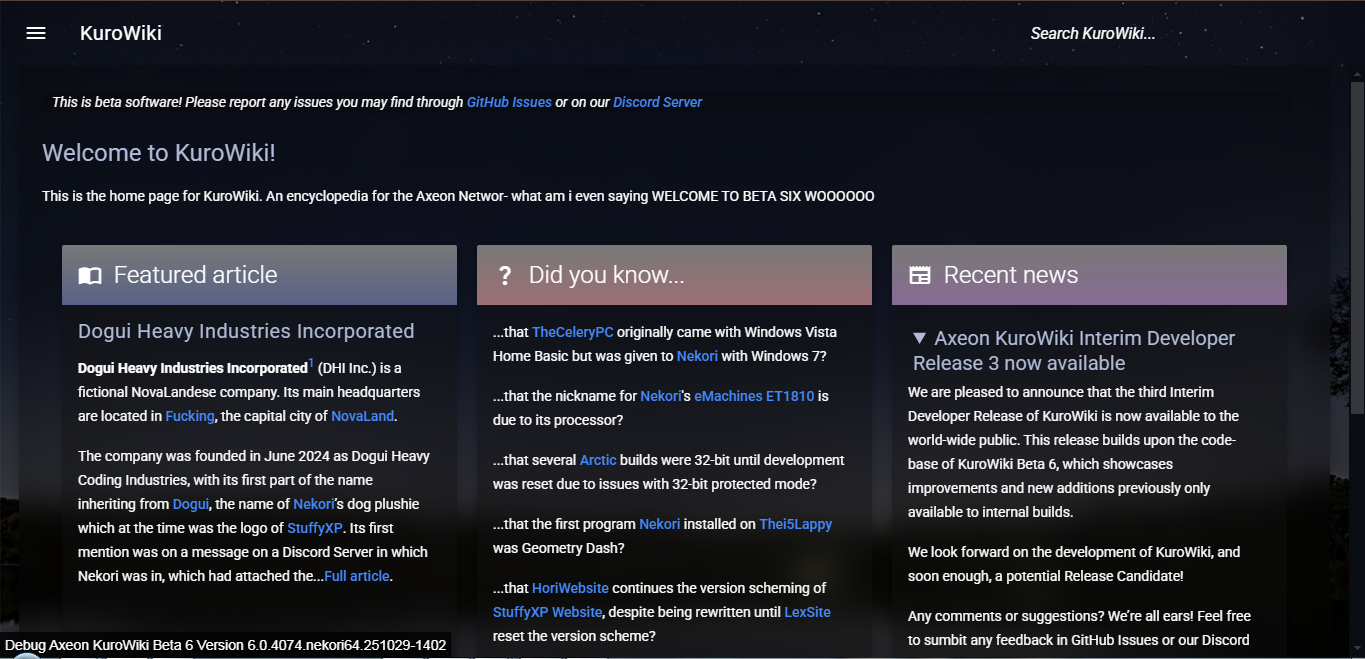 KuroWiki
Search KuroWiki...
This is beta software! Please report any issues you may find through GitHub Issues or on our Discord Server
Welcome to KuroWiki!
This is the home page for KuroWiki. An encyclopedia for the Axeon Networ- what am i even saying WELCOME TO BETA SIX WOOOOOO
Featured article
Dogui Heavy Industries Incorporated
Dogui Heavy Industries Incorporated1 (DHI Inc.) is a
fictional NovaLandese company. Its main headquarters
are located in Fucking, the capital city of NovaLand.
The company was founded in June 2024 as Dogui Heavy
Coding Industries, with its first part of the name
inheriting from Dogui, the name of Nekori's dog plushie
which at the time was the logo of StuffyXP. Its first
mention was on a message on a Discord Server in which
Nekori was in, which had attached the...Full article.
? Did you know...
...that TheCeleryPC originally came with Windows Vista
Home Basic but was given to Nekori with Windows 7?
...that the nickname for Nekori's eMachines ET1810 is
due to its processor?
...that several Arctic builds were 32-bit until development
was reset due to issues with 32-bit protected mode?
...that the first program Nekori installed on Thei5Lappy
was Geometry Dash?
...that HoriWebsite continues the version scheming of
StuffyXP Website, despite being rewritten until LexSite
reset the version scheme?
Recent news
▼ Axeon KuroWiki Interim Developer
Release 3 now available
We are pleased to announce that the third Interim
Developer Release of KuroWiki is now available to the
world-wide public. This release builds upon the code-
base of KuroWiki Beta 6, which showcases
improvements and new additions previously only
available to internal builds.
We look forward on the development of KuroWiki, and
soon enough, a potential Release Candidate!
Any comments or suggestions? We're all ears! Feel free
to sumbit any feedback in GitHub Issues or our Discord
Debug Axeon KuroWiki Beta 6 Version 6.0.4074.nekori64.251029-1402